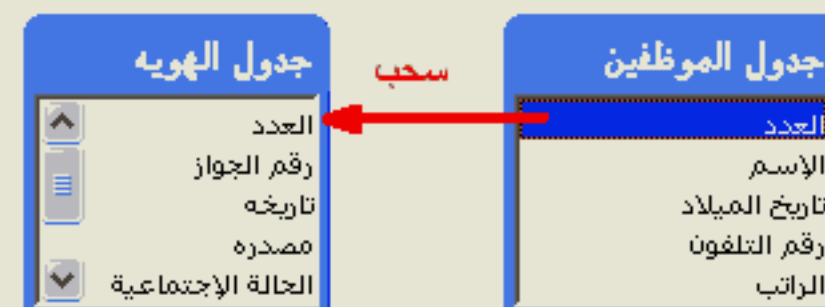 جدول الموظفين
العدد
الإسم
تاريخ الميلاد
رقم التلفون
الراتب
سحب
جدول الهويه
العدد
رقم الجواز
تاريخه
مصدره
الحالة الإجتماعية